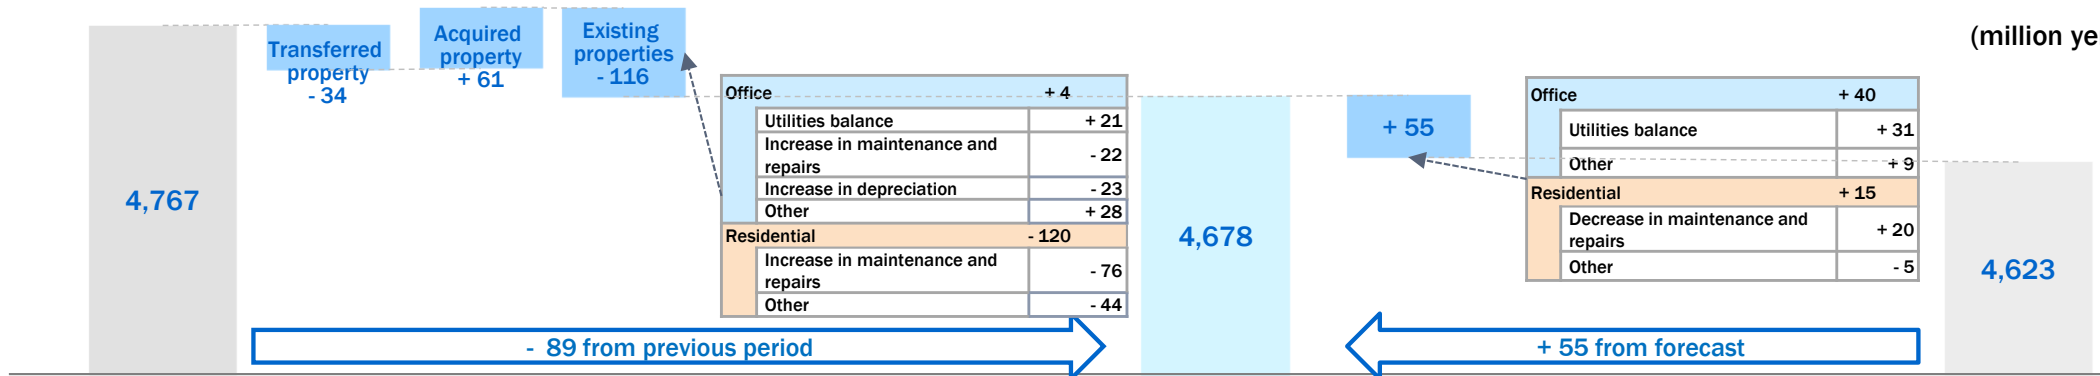 (million ye
4,767
Transferred
property
- 34
Acquired
property
+ 61
Existing
properties
- 116
Office + 4
Utilities balance + 21
Increase in maintenance and
repairs - 22
Increase in depreciation - 23
Other + 28
Residential - 120
Increase in maintenance and
repairs - 76
Other - 44
4,678
+ 55
Office + 40
Utilities balance + 31
Other + 9
Residential + 15
Decrease in maintenance and
repairs + 20
Other - 5
4,623
- 89 from previous period
+ 55 from forecast